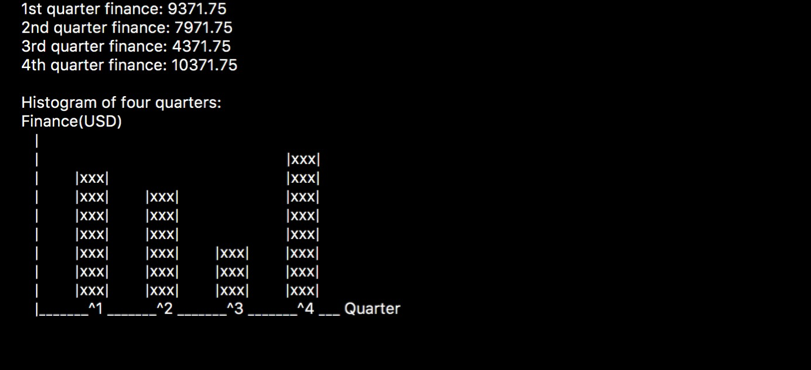 1st quarter finance: 9371.75
2nd quarter finance: 7971.75
3rd quarter finance: 4371.75
4th quarter finance: 10371.75

Histogram of four quarters:
Finance(USD)
|
|                                |xxx|
|     |xxx|                      |xxx|
|     |xxx|    |xxx|             |xxx|
|     |xxx|    |xxx|             |xxx|
|     |xxx|    |xxx|             |xxx|
|     |xxx|    |xxx|    |xxx|    |xxx|
|     |xxx|    |xxx|    |xxx|    |xxx|
|     |xxx|    |xxx|    |xxx|    |xxx|
|_______^1 _______^2 _______^3 _______^4 ___ Quarter